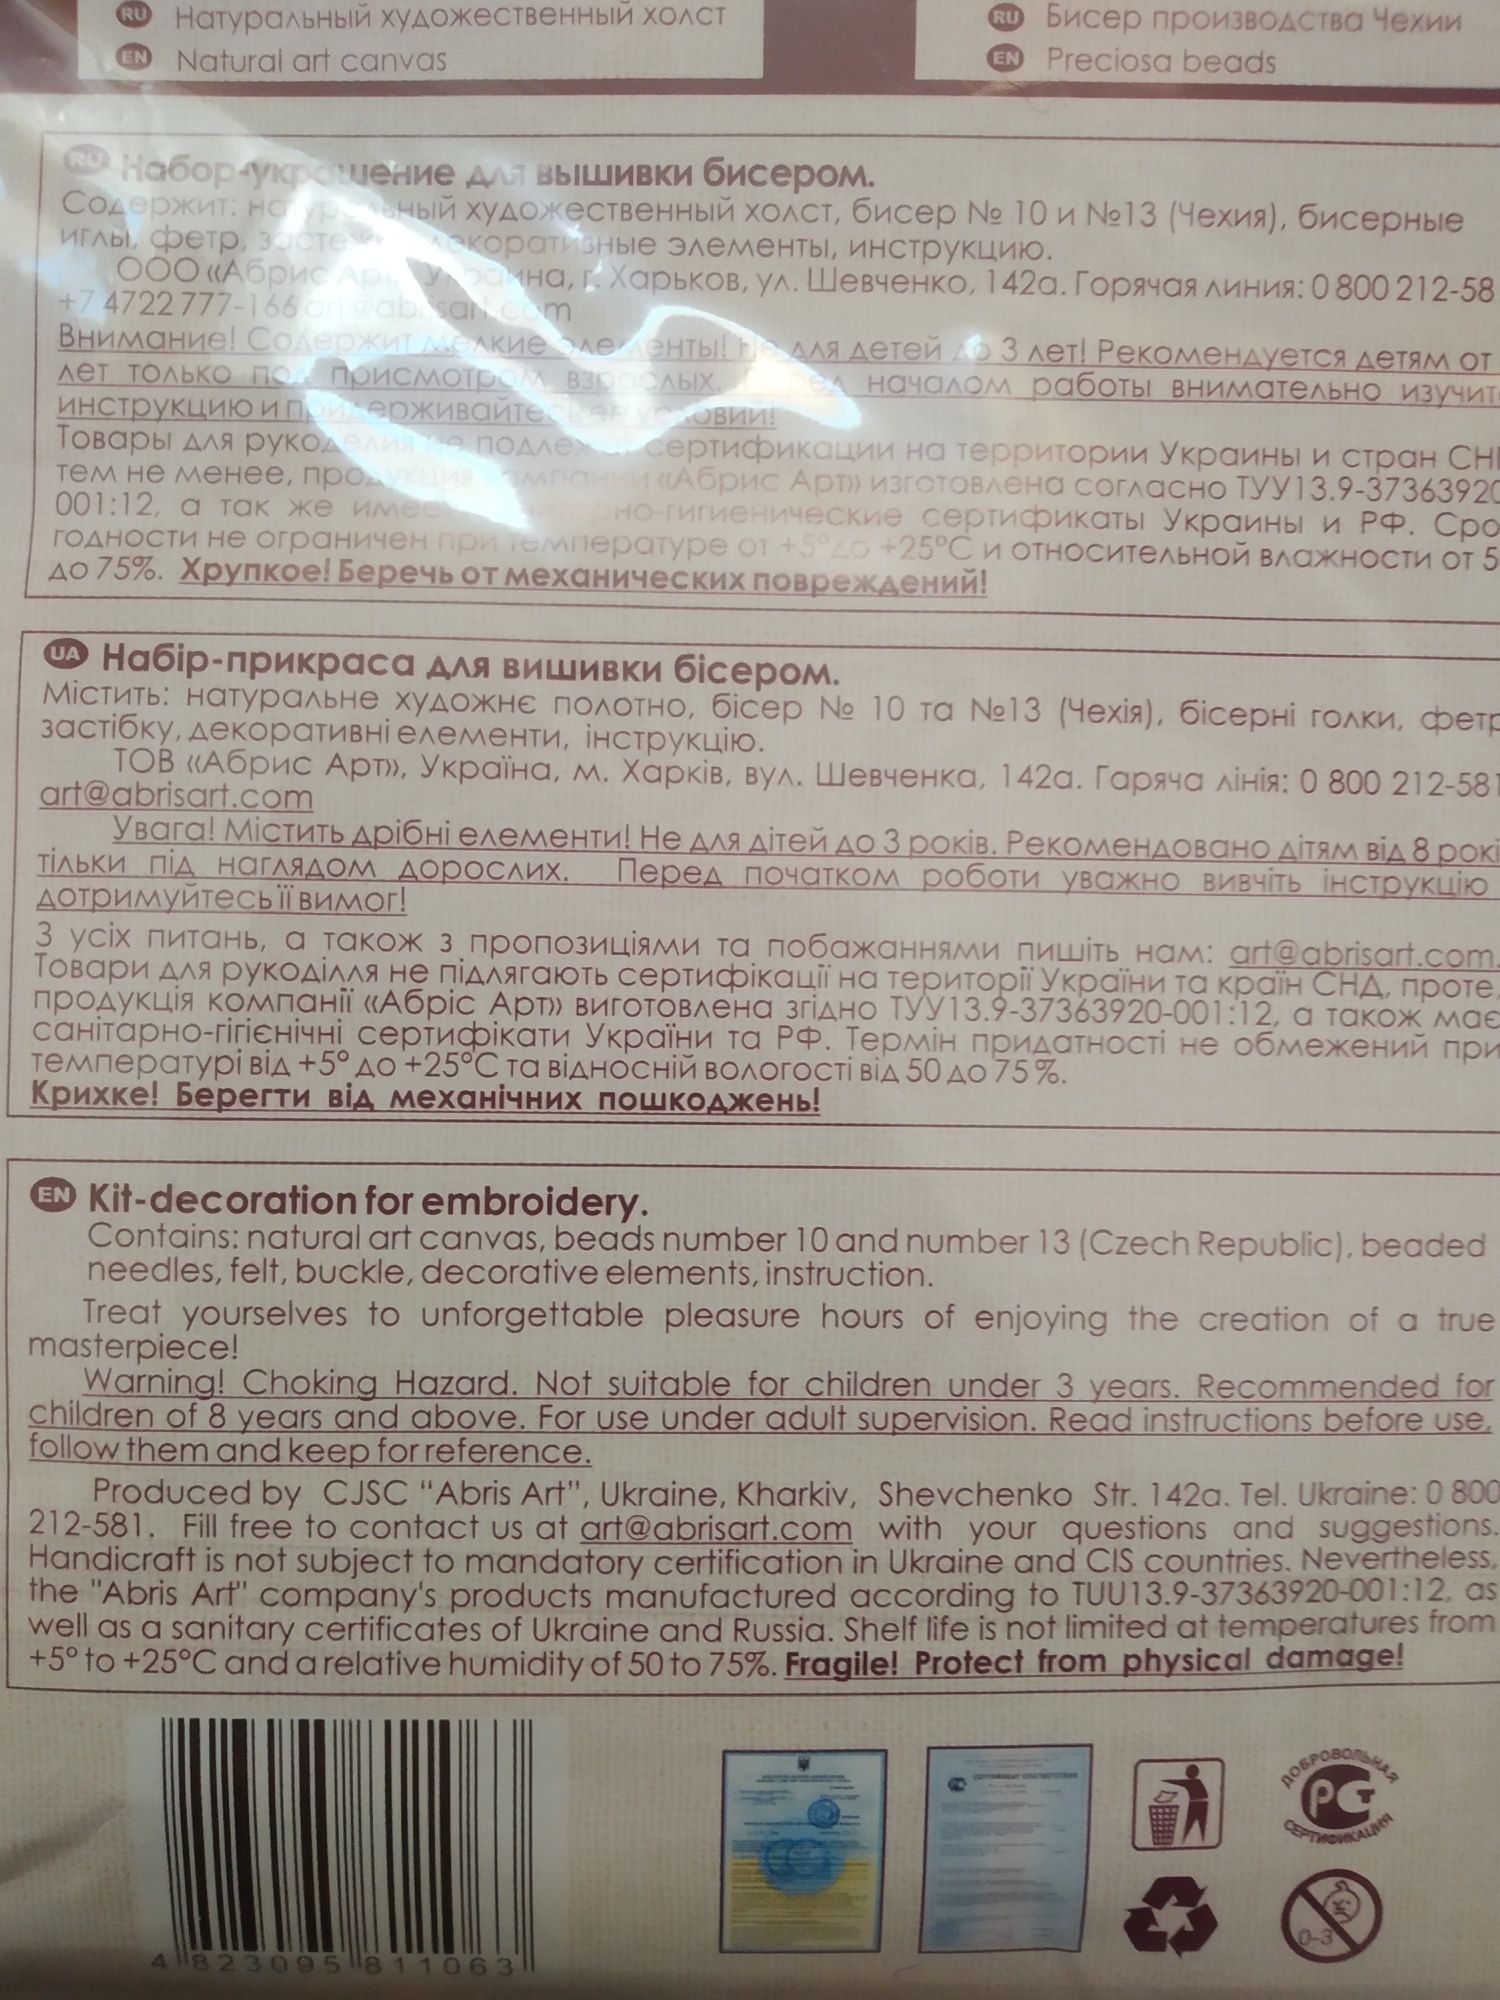 RU Натуральный художественный холст
EN Natural art canvas
RU Бисер производства Чехии
EN Preciosa beads
RU Набор-украшение для вышивки бисером.
Содержит: натуральный художественный холст, бисер № 10 и №13 (Чехия), бисерные
иглы, фетр, декоративные элементы, инструкцию.
ООО «Абрис Арт», Украина, г. Харьков, ул. Шевченко, 142а. Горячая линия: 0 800 212-58
+7 4722 777-166 art@abrisart.com
Внимание! Содержит мелкие элементы! Не для детей до 3 лет! Рекомендуется детям от
лет только под присмотром взрослых. начаλом работы внимательно изучит
инструкцию и придерживайтесь условий!
Товары для рукоделия не подлежат сертификации на территории Украины и стран СН
тем не менее, продукция компании «Абрис Арт» изготовлена согласно ТУУ13.9-37363920
001:12, а так же сертификаты Украины и РФ. Сро
годности не ограничен при температуре от +5° до +25°C и относительной влажности от 5
до 75%. Хрупкое! Беречь от механических повреждений!
UA Набір-прикраса для вишивки бісером.
Містить: натуральне художнє полотно, бісер № 10 та №13 (Чехія), бісерні голки, фетр
застібку, декоративні елементи, інструкцію.
ТОВ «Абрис Арт», Україна, м. Харків, вул. Шевченка, 142а. Гаряча лінія: 0 800 212-581
art@abrisart.com
Увага! Містить дрібні елементи! Не для дітей до 3 років. Рекомендовано дітям від 8 рокі
тільки під наглядом дорослих. Перед початком роботи уважно вивчіть інструкцію
дотримуйтесь її вимог!
З усіх питань, а також з пропозиціями та побажаннями пишіть нам: art@abrisart.com.
Товари для рукоділля не підлягають сертифікації на території України та країн СНД, проте,
продукція компанії «Абріс Арт» виготовлена згідно ТУУ13.9-37363920-001:12, а також має
санітарно-гігієнічні сертифікати України та РФ. Термін придатності не обмежений при
температурі від +5° до +25°C та відносній вологості від 50 до 75%.
Крихке! Берегти від механічних пошкоджень!
EN Kit-decoration for embroidery.
Contains: natural art canvas, beads number 10 and number 13 (Czech Republic), beaded
needles, felt, buckle, decorative elements, instruction.
Treat yourselves to unforgettable pleasure hours of enjoying the creation of a true
masterpiece!
Warning! Choking Hazard. Not suitable for children under 3 years. Recommended for
children of 8 years and above. For use under adult supervision. Read instructions before use,
follow them and keep for reference.
Produced by CJSC "Abris Art", Ukraine, Kharkiv, Shevchenko Str. 142a. Tel. Ukraine: 0 800
212-581. Fill free to contact us at art@abrisart.com with your questions and suggestions.
Handicraft is not subject to mandatory certification in Ukraine and CIS countries. Nevertheless,
the "Abris Art" company's products manufactured according to TUU13.9-37363920-001:12, as
well as a sanitary certificates of Ukraine and Russia. Shelf life is not limited at temperatures from
+5° to +25°C and a relative humidity of 50 to 75%. Fragile! Protect from physical damage!
4 823095 811063
СЕРТИФИКАТ СООТВЕТСТВИЯ
ДОБРОВОЛЬНАЯ
РСТ
СЕРТИФИКАЦИЯ
0-3